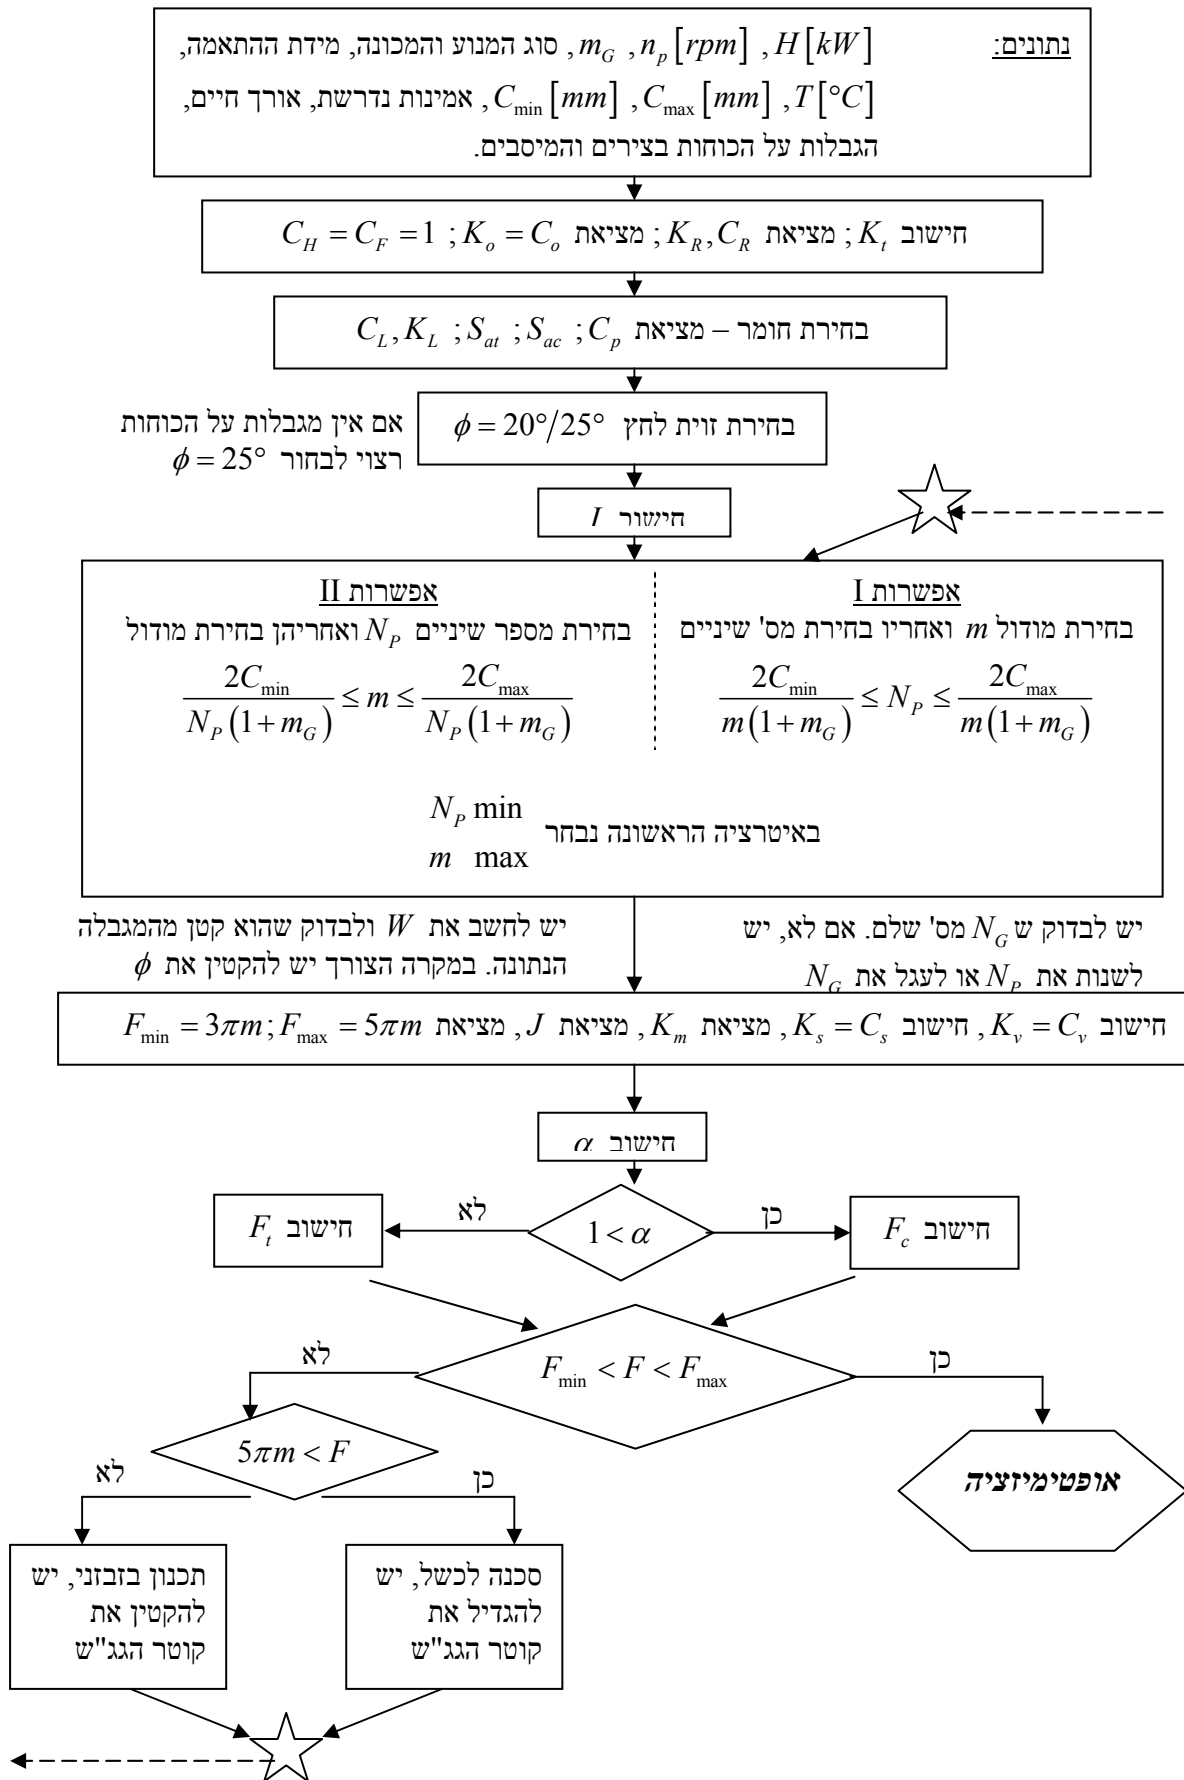 נתונים: H[kW] , n_p[rpm] , m_G , סוג המנוע והמכונה, מידת ההתאמה,
T[°C] , C_max[mm] , C_min[mm] , אמינות נדרשת, אורך חיים,
הגבלות על הכוחות בצירים והמיסבים.
חישוב K_t ; מציאת K_R, C_R ; מציאת K_o = C_o ; C_H = C_F = 1
בחירת חומר – מציאת C_p ; S_ac ; S_at ; C_L, K_L
בחירת זוית לחץ ϕ = 20°/25°
אם אין מגבלות על הכוחות
רצוי לבחור ϕ = 25°
חישור I
אפשרות I
בחירת מודול m ואחריו בחירת מס' שיניים
2C_min / m(1+m_G) ≤ N_P ≤ 2C_max / m(1+m_G)
אפשרות II
בחירת מספר שיניים N_P ואחריהן בחירת מודול
2C_min / N_P(1+m_G) ≤ m ≤ 2C_max / N_P(1+m_G)
באיטרציה הראשונה נבחר
N_P min
m max
יש לבדוק ש N_G מס' שלם. אם לא, יש
לשנות את N_P או לעגל את N_G
יש לחשב את W ולבדוק שהוא קטן מהמגבלה
הנתונה. במקרה הצורך יש להקטין את ϕ
חישוב K_v = C_v , חישוב K_s = C_s , מציאת K_m , מציאת J , מציאת F_min = 3πm; F_max = 5πm
חישוב α
1 < α
כן
לא
חישוב F_c
חישוב F_t
F_min < F < F_max
כן
לא
אופטימיזציה
5πm < F
כן
לא
סכנה לכשל, יש
להגדיל את
קוטר הגג"ש
תכנון בזבזני, יש
להקטין את
קוטר הגג"ש